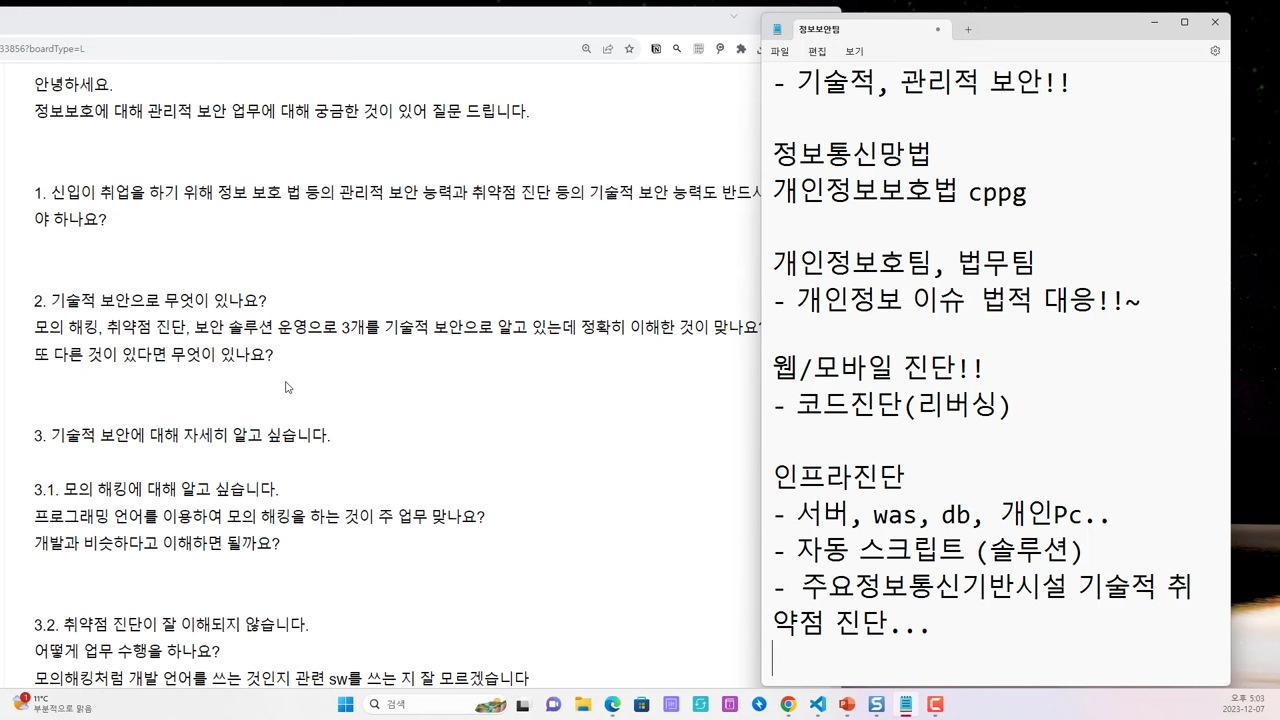 33856?boardType=L
안녕하세요.
정보보호에 대해 관리적 보안 업무에 대해 궁금한 것이 있어 질문 드립니다.
1. 신입이 취업을 하기 위해 정보 보호 법 등의 관리적 보안 능력과 취약점 진단 등의 기술적 보안 능력도 반드시
야 하나요?
2. 기술적 보안으로 무엇이 있나요?
모의 해킹, 취약점 진단, 보안 솔루션 운영으로 3개를 기술적 보안으로 알고 있는데 정확히 이해한 것이 맞나요?
또 다른 것이 있다면 무엇이 있나요?
3. 기술적 보안에 대해 자세히 알고 싶습니다.
3.1. 모의 해킹에 대해 알고 싶습니다.
프로그래밍 언어를 이용하여 모의 해킹을 하는 것이 주 업무 맞나요?
개발과 비슷하다고 이해하면 될까요?
3.2. 취약점 진단이 잘 이해되지 않습니다.
어떻게 업무 수행을 하나요?
모의해킹처럼 개발 언어를 쓰는 것인지 관련 sw를 쓰는 지 잘 모르겠습니다
정보보안팀
파일 편집 보기
- 기술적, 관리적 보안!!
정보통신망법
개인정보보호법 cppg
개인정보호팀, 법무팀
- 개인정보 이슈 법적 대응!!~
웹/모바일 진단!!
- 코드진단(리버싱)
인프라진단
- 서버, was, db, 개인Pc..
- 자동 스크립트 (솔루션)
- 주요정보통신기반시설 기술적 취
약점 진단...
1
11°C
부분적으로 맑음
검색
오후 5:03
2023-12-07